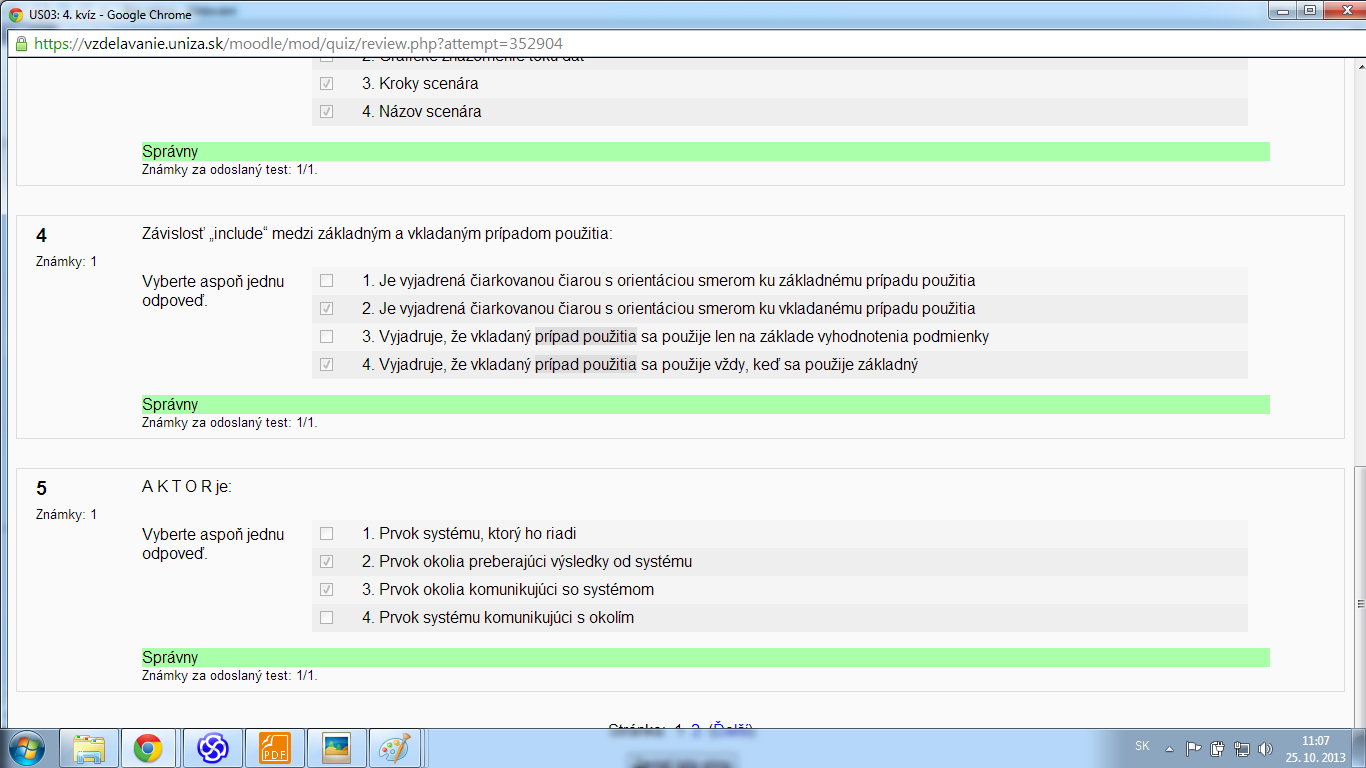 US03: 4. kvíz - Google Chrome
https://vzdelavanie.uniza.sk/moodle/mod/quiz/review.php?attempt=352904
2. Grafické znázornenie toku dát
3. Kroky scenára
4. Názov scenára
Správny
Známky za odoslaný test: 1/1.
4
Známky: 1
Závislosť „include“ medzi základným a vkladaným prípadom použitia:
Vyberte aspoň jednu
odpoveď.
1. Je vyjadrená čiarkovanou čiarou s orientáciou smerom ku základnému prípadu použitia
2. Je vyjadrená čiarkovanou čiarou s orientáciou smerom ku vkladanému prípadu použitia
3. Vyjadruje, že vkladaný prípad použitia sa použije len na základe vyhodnotenia podmienky
4. Vyjadruje, že vkladaný prípad použitia sa použije vždy, keď sa použije základný
Správny
Známky za odoslaný test: 1/1.
5
Známky: 1
A K T O R je:
Vyberte aspoň jednu
odpoveď.
1. Prvok systému, ktorý ho riadi
2. Prvok okolia preberajúci výsledky od systému
3. Prvok okolia komunikujúci so systémom
4. Prvok systému komunikujúci s okolím
Správny
Známky za odoslaný test: 1/1.
Stránka: 1 2 (Ďalší)
PDF
SK
11:07
25. 10. 2013